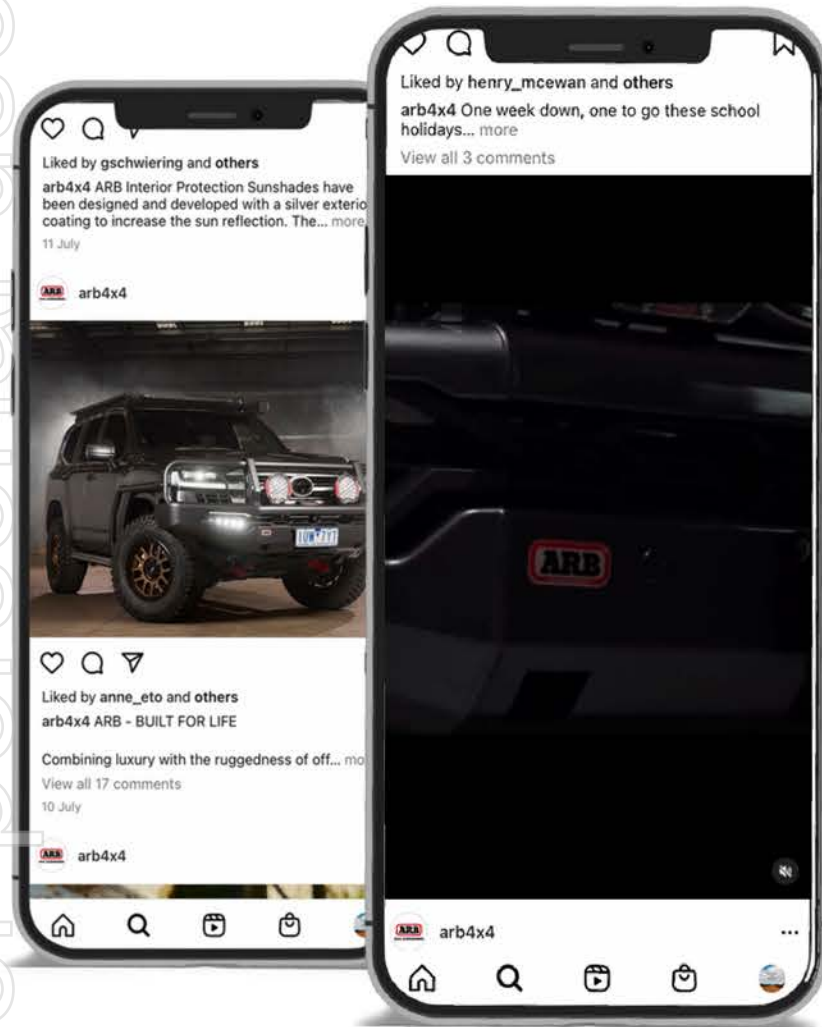 Liked by gschwiering and others
arb4x4 ARB Interior Protection Sunshades have
been designed and developed with a silver exterio
coating to increase the sun reflection. The... more
11 July
ARB
arb4x4
Liked by anne_eto and others
arb4x4 ARB - BUILT FOR LIFE
Combining luxury with the ruggedness of off... mo
View all 17 comments
10 July
ARB
arb4x4
Liked by henry_mcewan and others
arb4x4 One week down, one to go these school
holidays... more
View all 3 comments
ARB
ARB
arb4x4